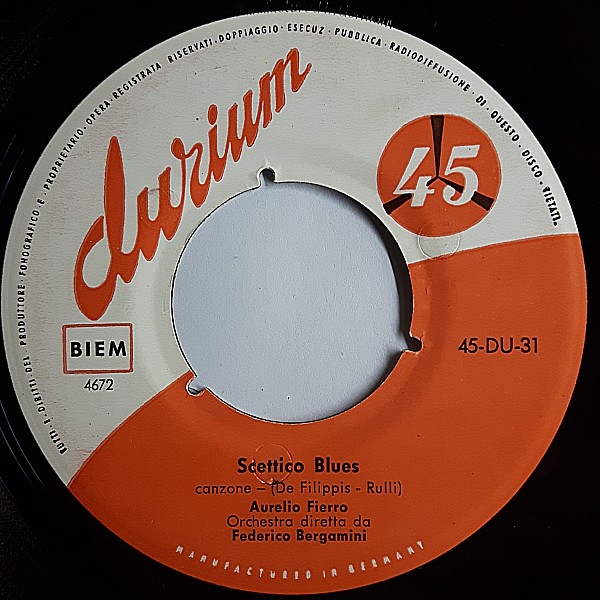 TUTTI I DIRITTI DEL PRODUTTORE FONOGRAFICO E PROPRIETARIO OPERA REGISTRATA RISERVATI · DOPPIAGGIO · ESECUZ · PUBBLICA · RADIODIFFUSIONE · DI · QUESTO · DISCO · VIETATI.
durium
45
BIEM
4672
45-DU-31
Scettico Blues
canzone – (De Filippis - Rulli)
Aurelio Fierro
Orchestra diretta da
Federico Bergamini
MANUFACTURED IN GERMANY